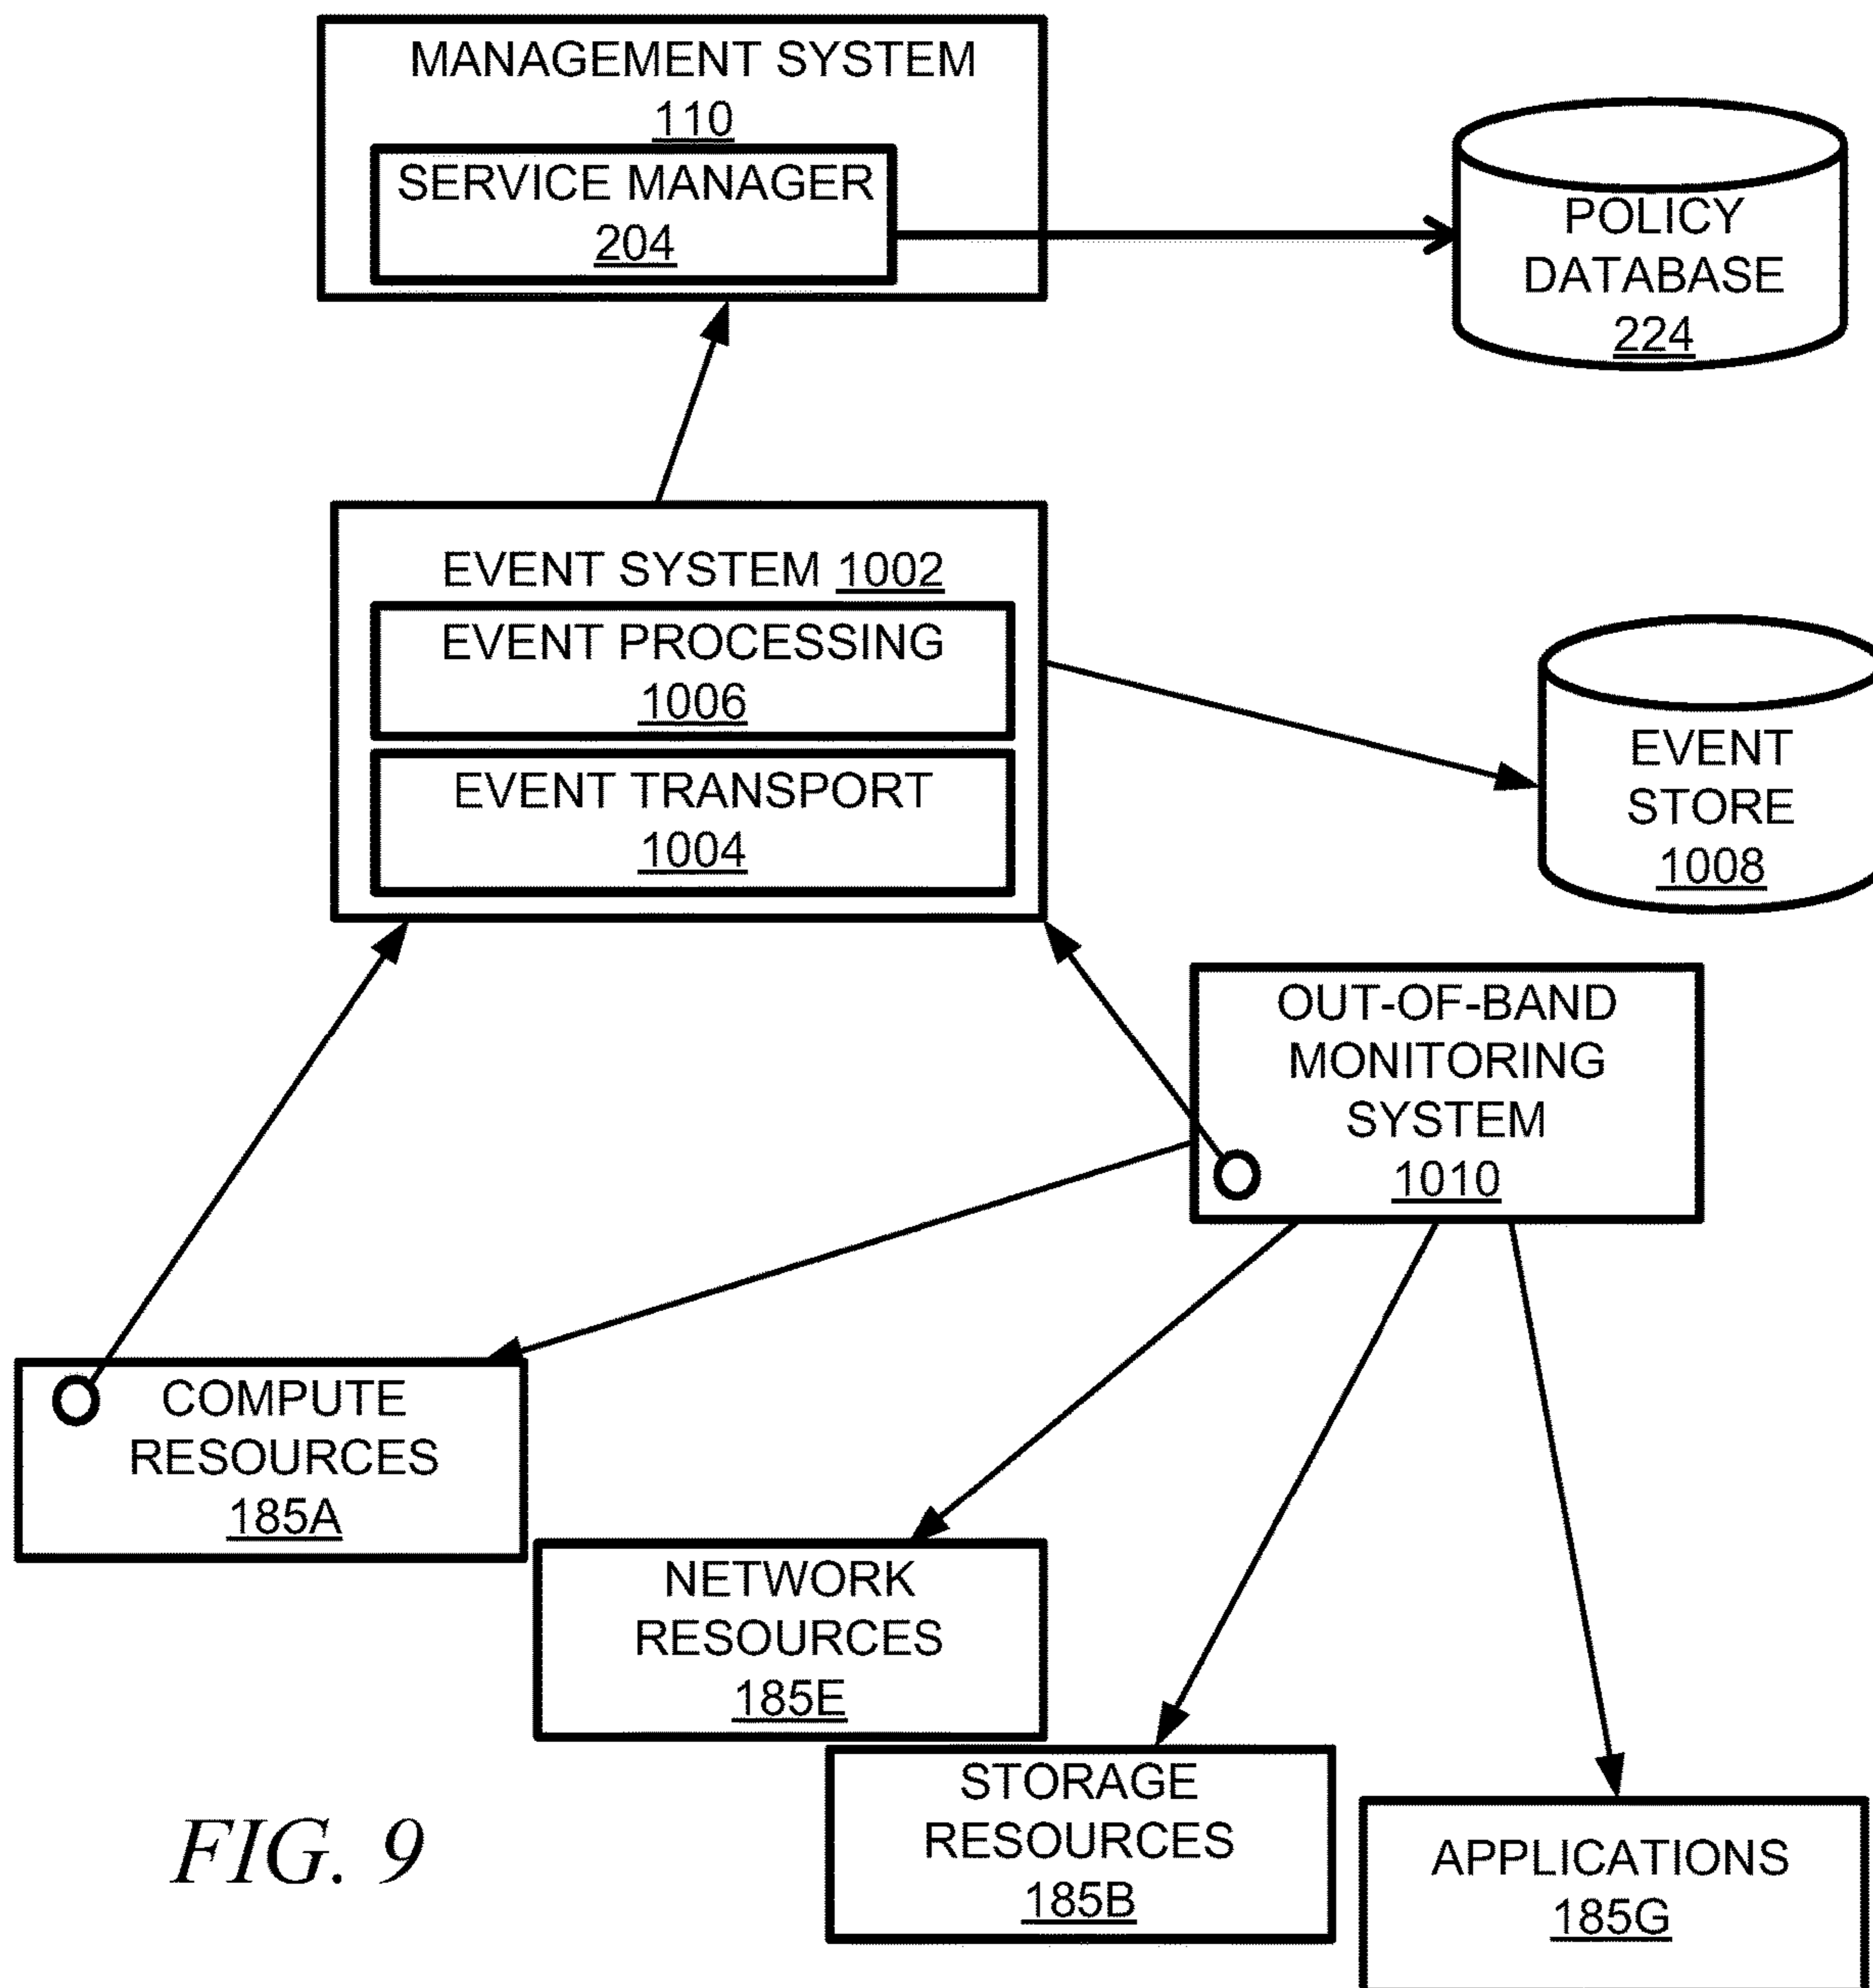 MANAGEMENT SYSTEM
110
SERVICE MANAGER
204
POLICY
DATABASE
224
EVENT SYSTEM 1002
EVENT PROCESSING
1006
EVENT TRANSPORT
1004
EVENT
STORE
1008
OUT-OF-BAND
MONITORING
SYSTEM
1010
COMPUTE
RESOURCES
185A
NETWORK
RESOURCES
185E
STORAGE
RESOURCES
185B
APPLICATIONS
185G
FIG. 9